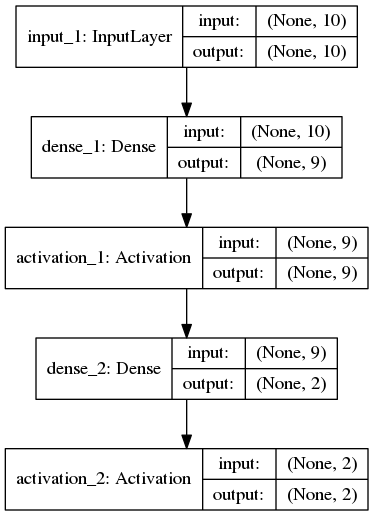 input_1: InputLayer
input: (None, 10)
output: (None, 10)
dense_1: Dense
input: (None, 10)
output: (None, 9)
activation_1: Activation
input: (None, 9)
output: (None, 9)
dense_2: Dense
input: (None, 9)
output: (None, 2)
activation_2: Activation
input: (None, 2)
output: (None, 2)